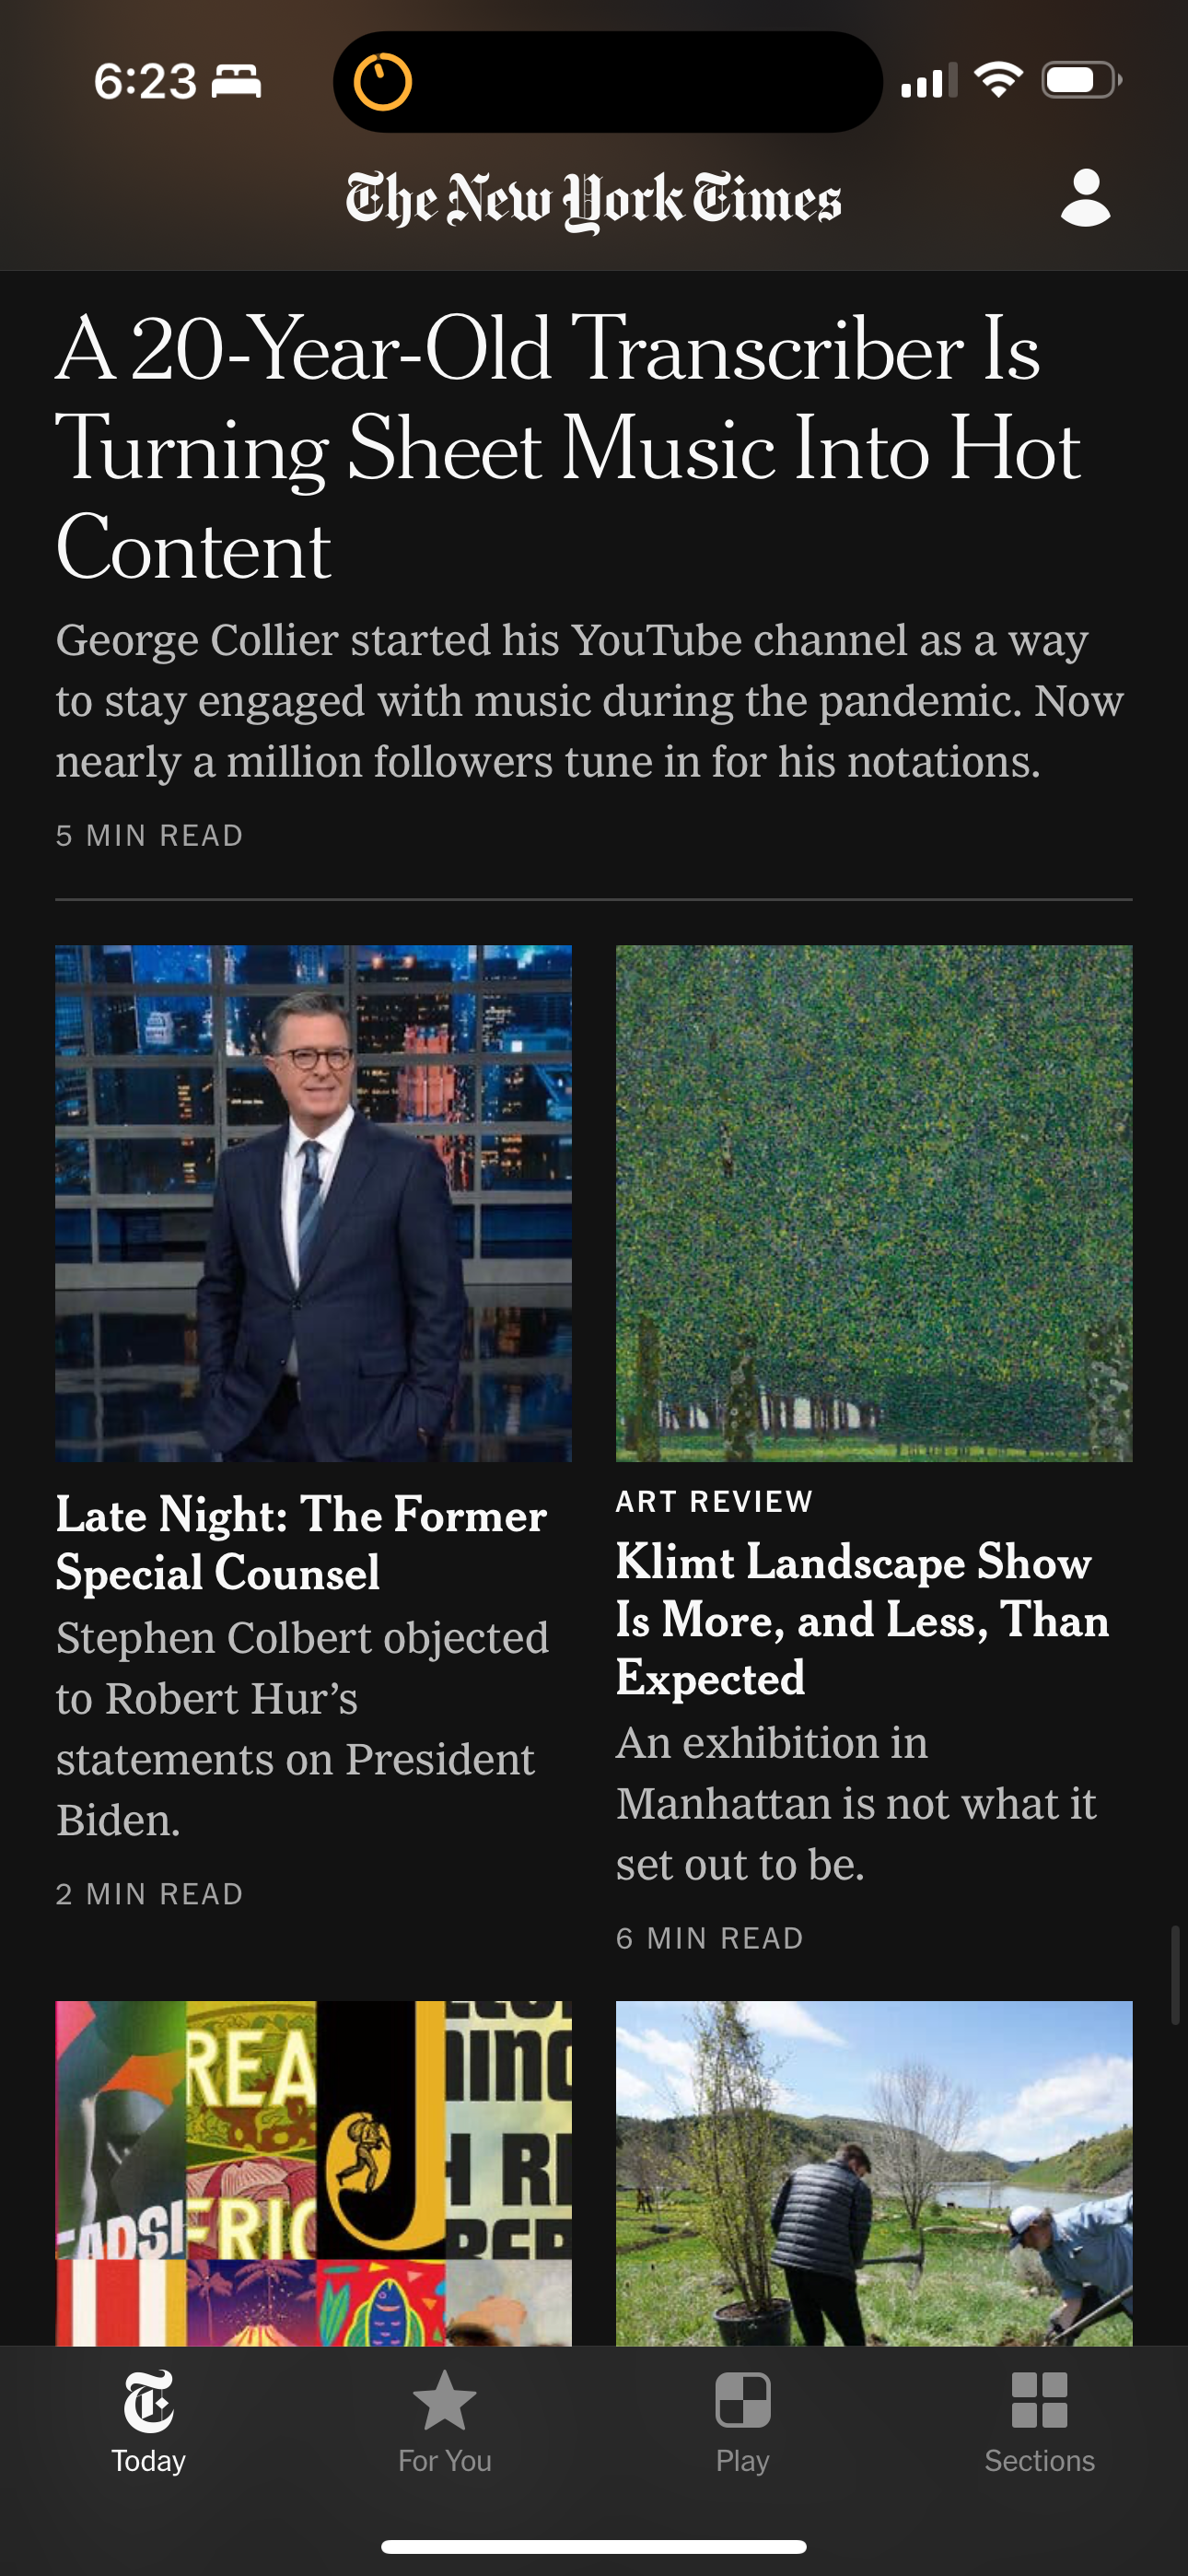 6:23
The New York Times
A 20-Year-Old Transcriber Is
Turning Sheet Music Into Hot
Content
George Collier started his YouTube channel as a way
to stay engaged with music during the pandemic. Now
nearly a million followers tune in for his notations.
5 MIN READ
Late Night: The Former
Special Counsel
Stephen Colbert objected
to Robert Hur’s
statements on President
Biden.
2 MIN READ
ART REVIEW
Klimt Landscape Show
Is More, and Less, Than
Expected
An exhibition in
Manhattan is not what it
set out to be.
6 MIN READ
REA
FRIC
J
H RI
Today
For You
Play
Sections